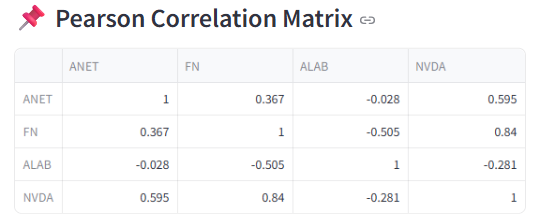 📌 Pearson Correlation Matrix
ANET FN ALAB NVDA
ANET 1 0.367 -0.028 0.595
FN 0.367 1 -0.505 0.84
ALAB -0.028 -0.505 1 -0.281
NVDA 0.595 0.84 -0.281 1